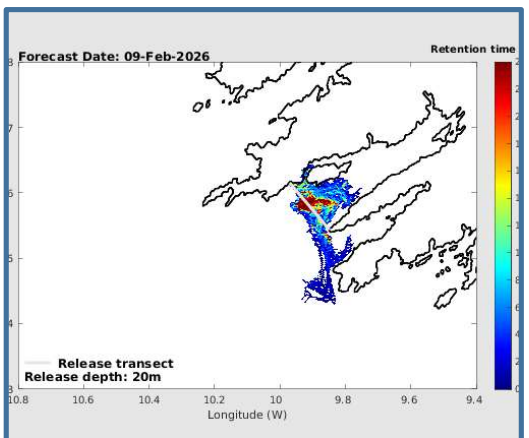 Forecast Date: 09-Feb-2026
Retention time
Release transect
Release depth: 20m
10.8 10.6 10.4 10.2 10 9.8 9.6 9.4
Longitude (W)